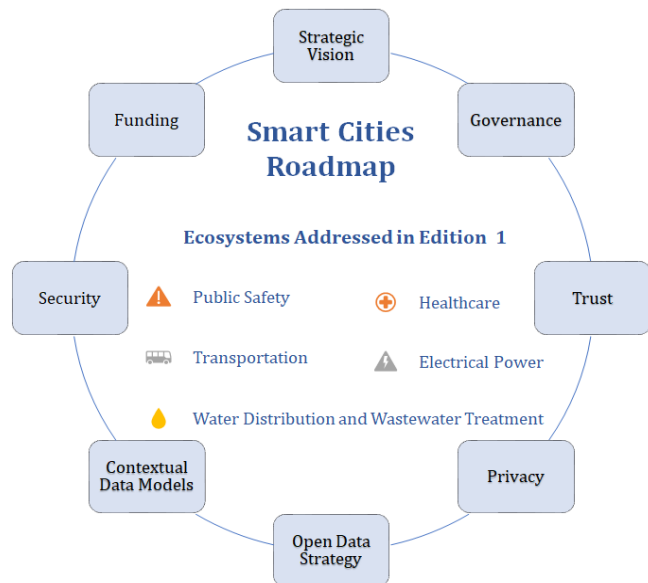 Strategic
Vision
Funding
Governance
Smart Cities
Roadmap
Ecosystems Addressed in Edition 1
Security
Trust
Public Safety
Healthcare
Transportation
Electrical Power
Water Distribution and Wastewater Treatment
Contextual
Data Models
Privacy
Open Data
Strategy